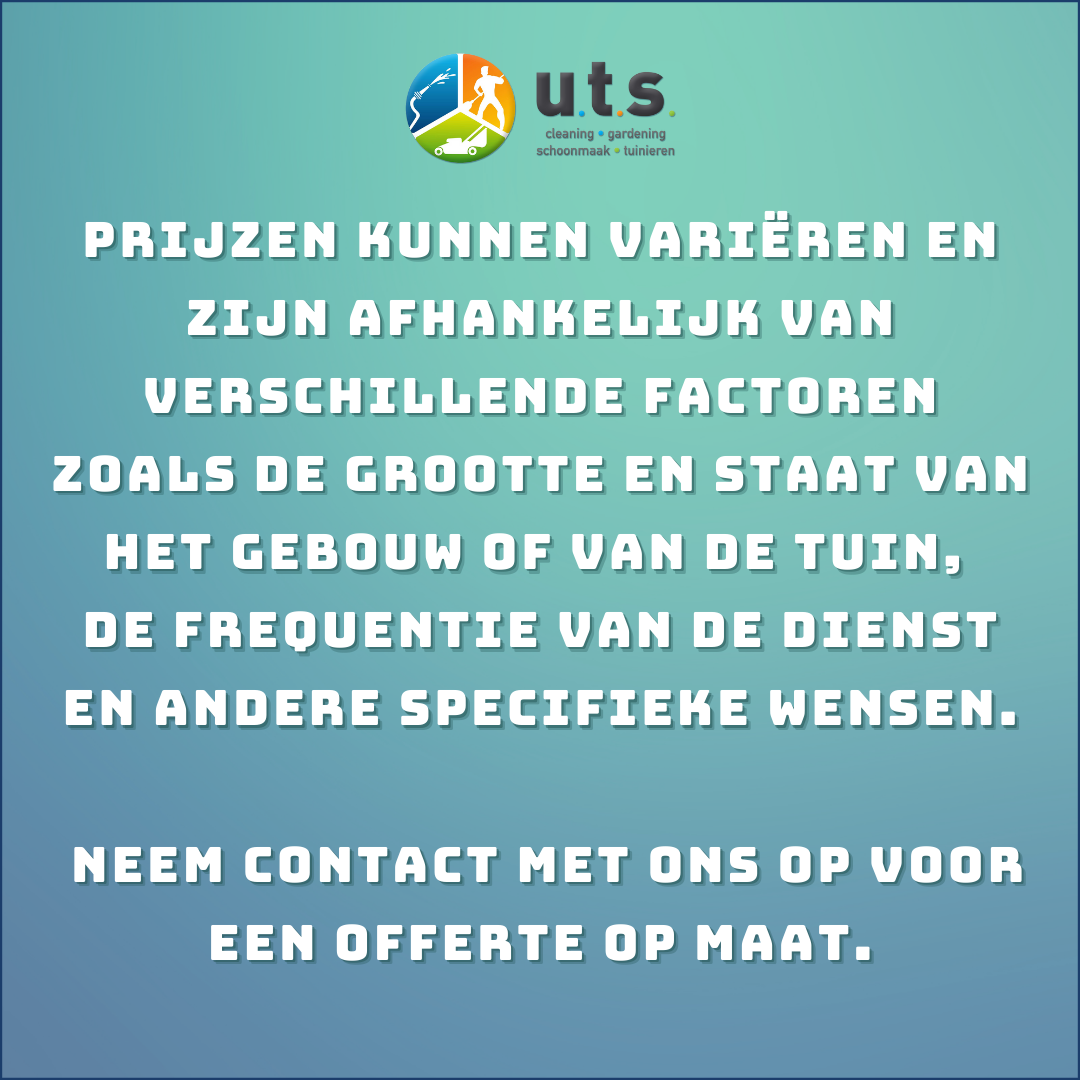 u.t.s.
cleaning • gardening
schoonmaak • tuinieren
PRIJZEN KUNNEN VARIËREN EN
ZIJN AFHANKELIJK VAN
VERSCHILLENDE FACTOREN
ZOALS DE GROOTTE EN STAAT VAN
HET GEBOUW OF VAN DE TUIN,
DE FREQUENTIE VAN DE DIENST
EN ANDERE SPECIFIEKE WENSEN.
NEEM CONTACT MET ONS OP VOOR
EEN OFFERTE OP MAAT.